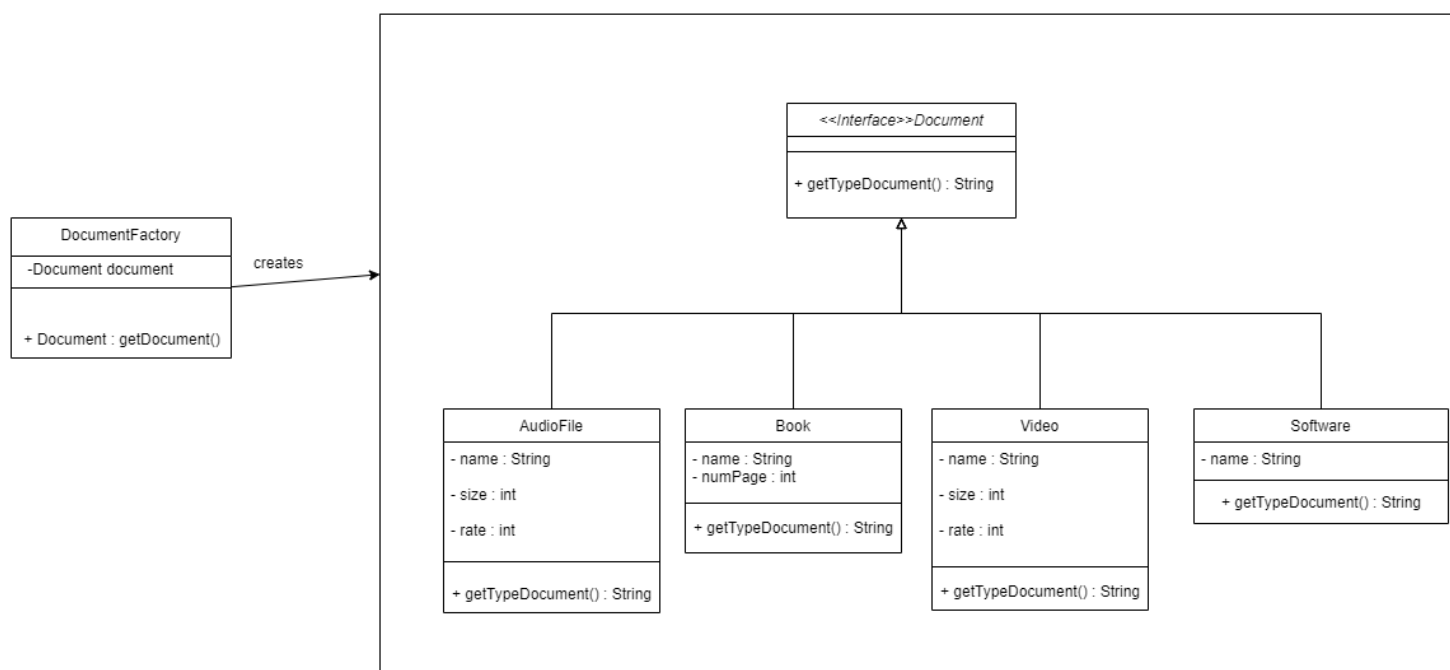 <<Interface>>Document
+ getTypeDocument() : String
DocumentFactory
-Document document
+ Document : getDocument()
creates
AudioFile
- name : String
- size : int
- rate : int
+ getTypeDocument() : String
Book
- name : String
- numPage : int
+ getTypeDocument() : String
Video
- name : String
- size : int
- rate : int
+ getTypeDocument() : String
Software
- name : String
+ getTypeDocument() : String